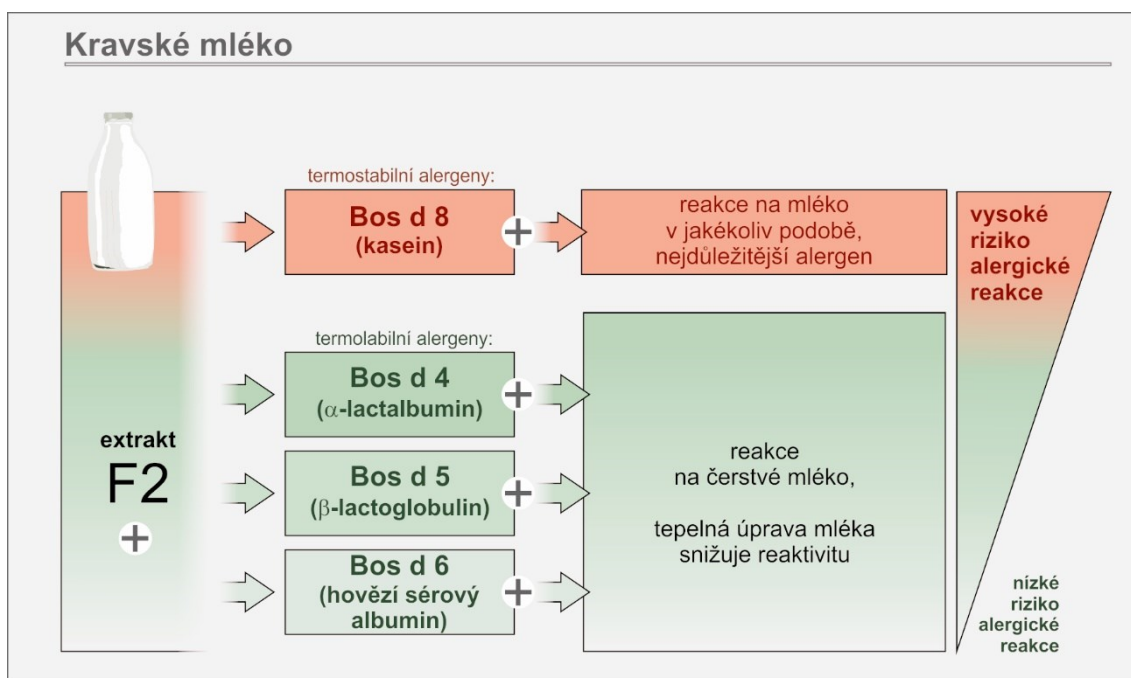 Kravské mléko
termostabilní alergeny:
Bos d 8
(kasein)
+
reakce na mléko
v jakékoliv podobě,
nejdůležitější alergen
vysoké
riziko
alergické
reakce
termolabilní alergeny:
Bos d 4
(α-lactalbumin)
+
extrakt
F2
+
Bos d 5
(β-lactoglobulin)
+
reakce
na čerstvé mléko,
tepelná úprava mléka
snižuje reaktivitu
Bos d 6
(hovězí sérový
albumin)
+
nízké
riziko
alergické
reakce